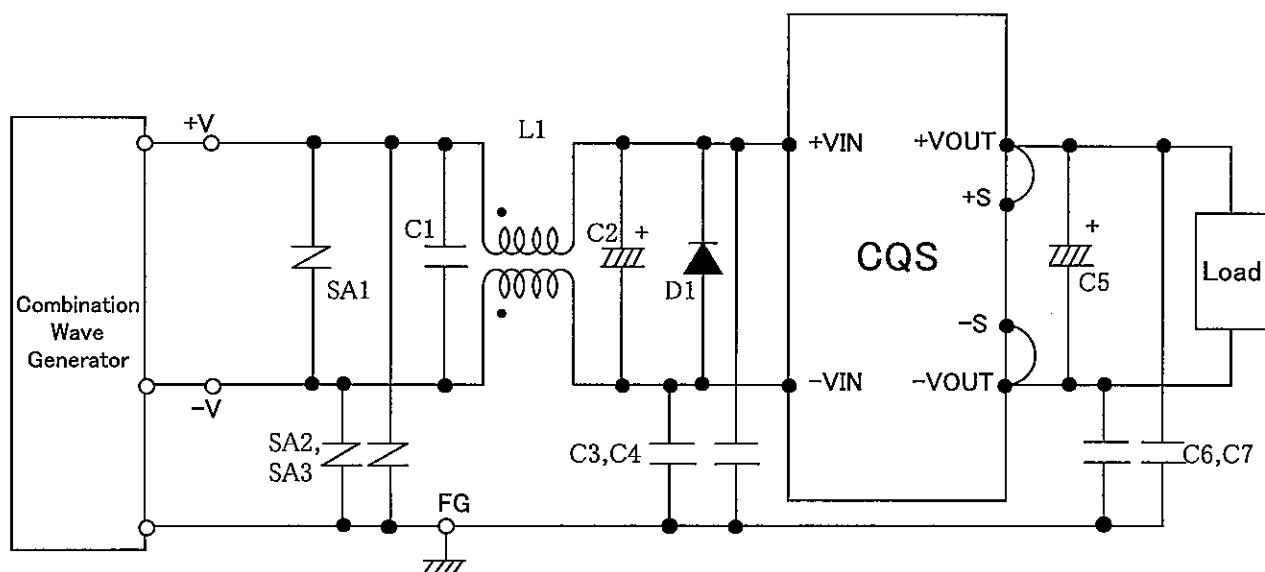 +V
L1
+VIN
+VOUT
+S
C1
C2
+
+
CQS
SA1
D1
C5
Load
Combination
Wave
Generator
-S
-V
-VIN
-VOUT
SA2,
SA3
C3,C4
C6,C7
FG